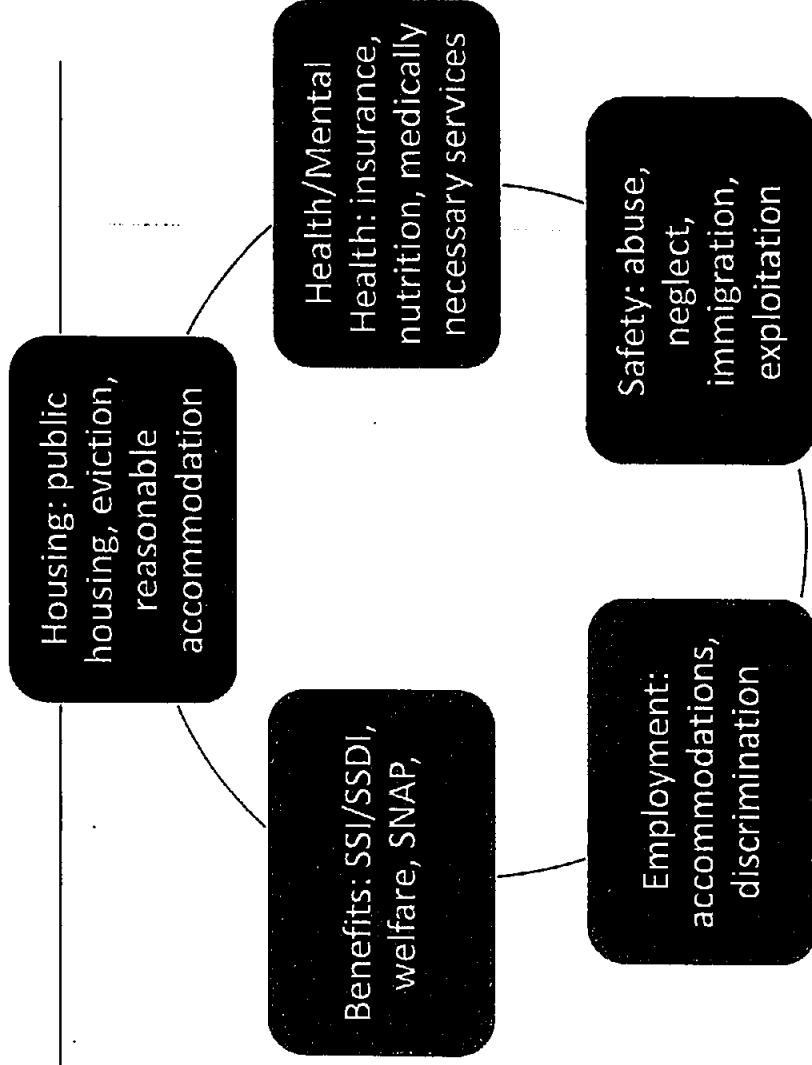 Housing: public
housing, eviction,
reasonable
accommodation
Health/Mental
Health: insurance,
nutrition, medically
necessary services
Safety: abuse,
neglect,
immigration,
exploitation
Employment:
accommodations,
discrimination
Benefits: SSI/SSDI,
welfare, SNAP,